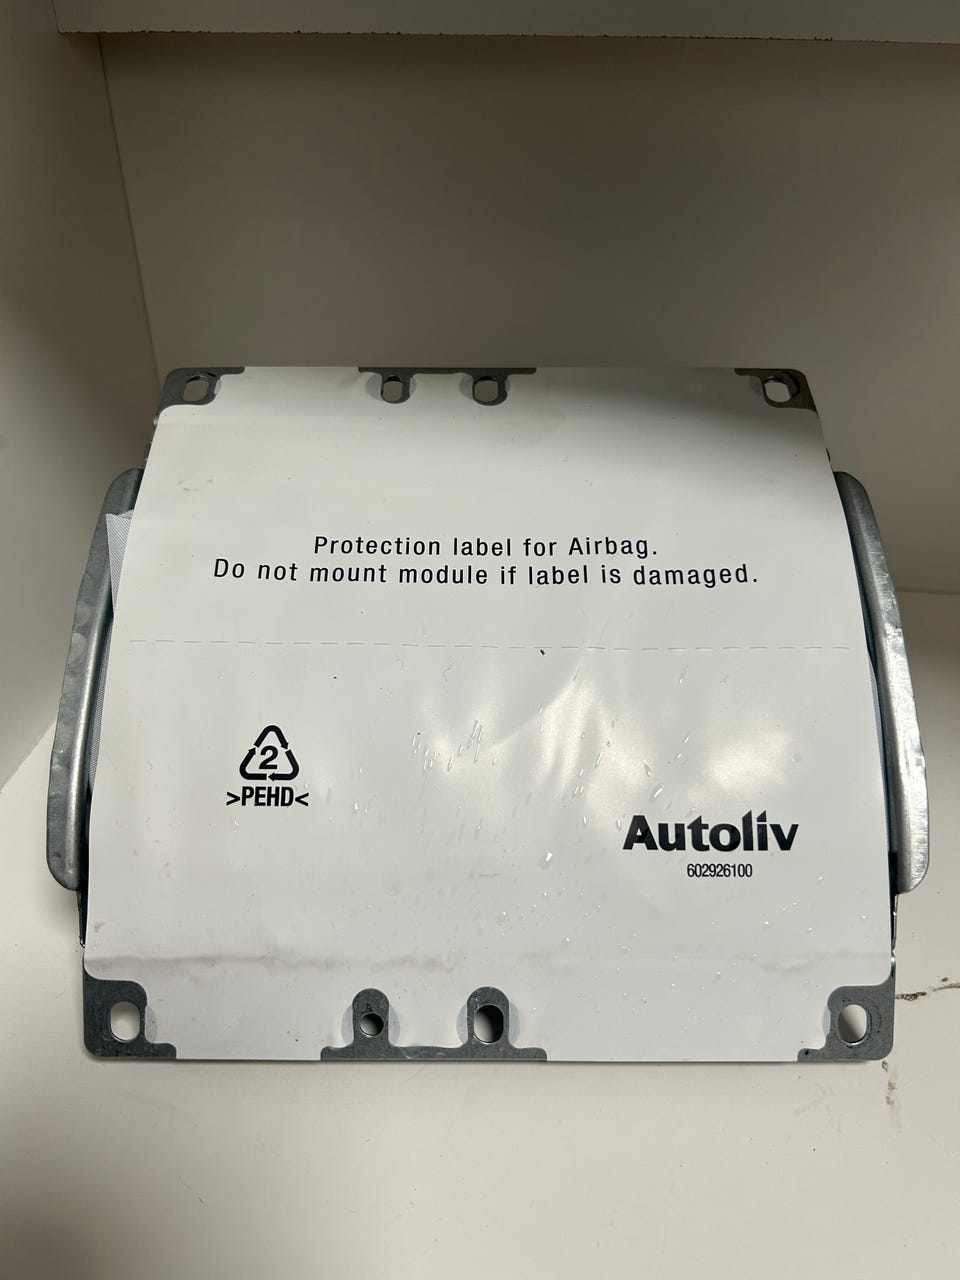 Protection label for Airbag.
Do not mount module if label is damaged.
2
>PEHD<
Autoliv
602926100